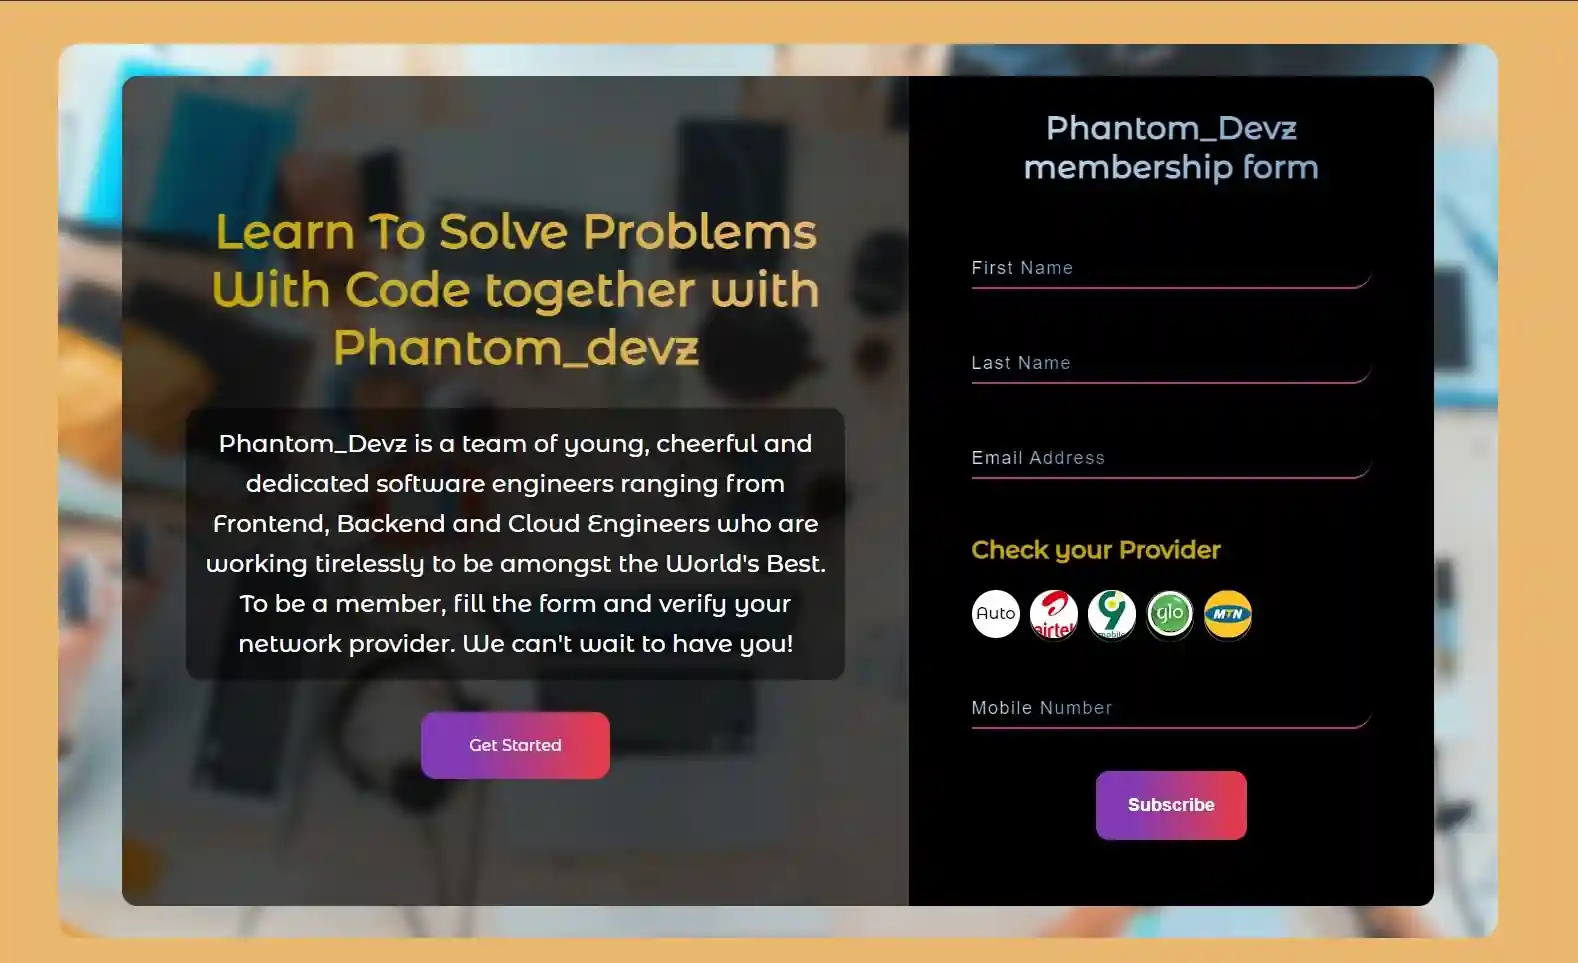 Learn To Solve Problems
With Code together with
Phantom_devz
Phantom_Devz is a team of young, cheerful and
dedicated software engineers ranging from
Frontend, Backend and Cloud Engineers who are
working tirelessly to be amongst the World's Best.
To be a member, fill the form and verify your
network provider. We can't wait to have you!
Get Started
Phantom_Devz
membership form
First Name
Last Name
Email Address
Check your Provider
Auto
airtel
9
mobile
glo
MTN
Mobile Number
Subscribe